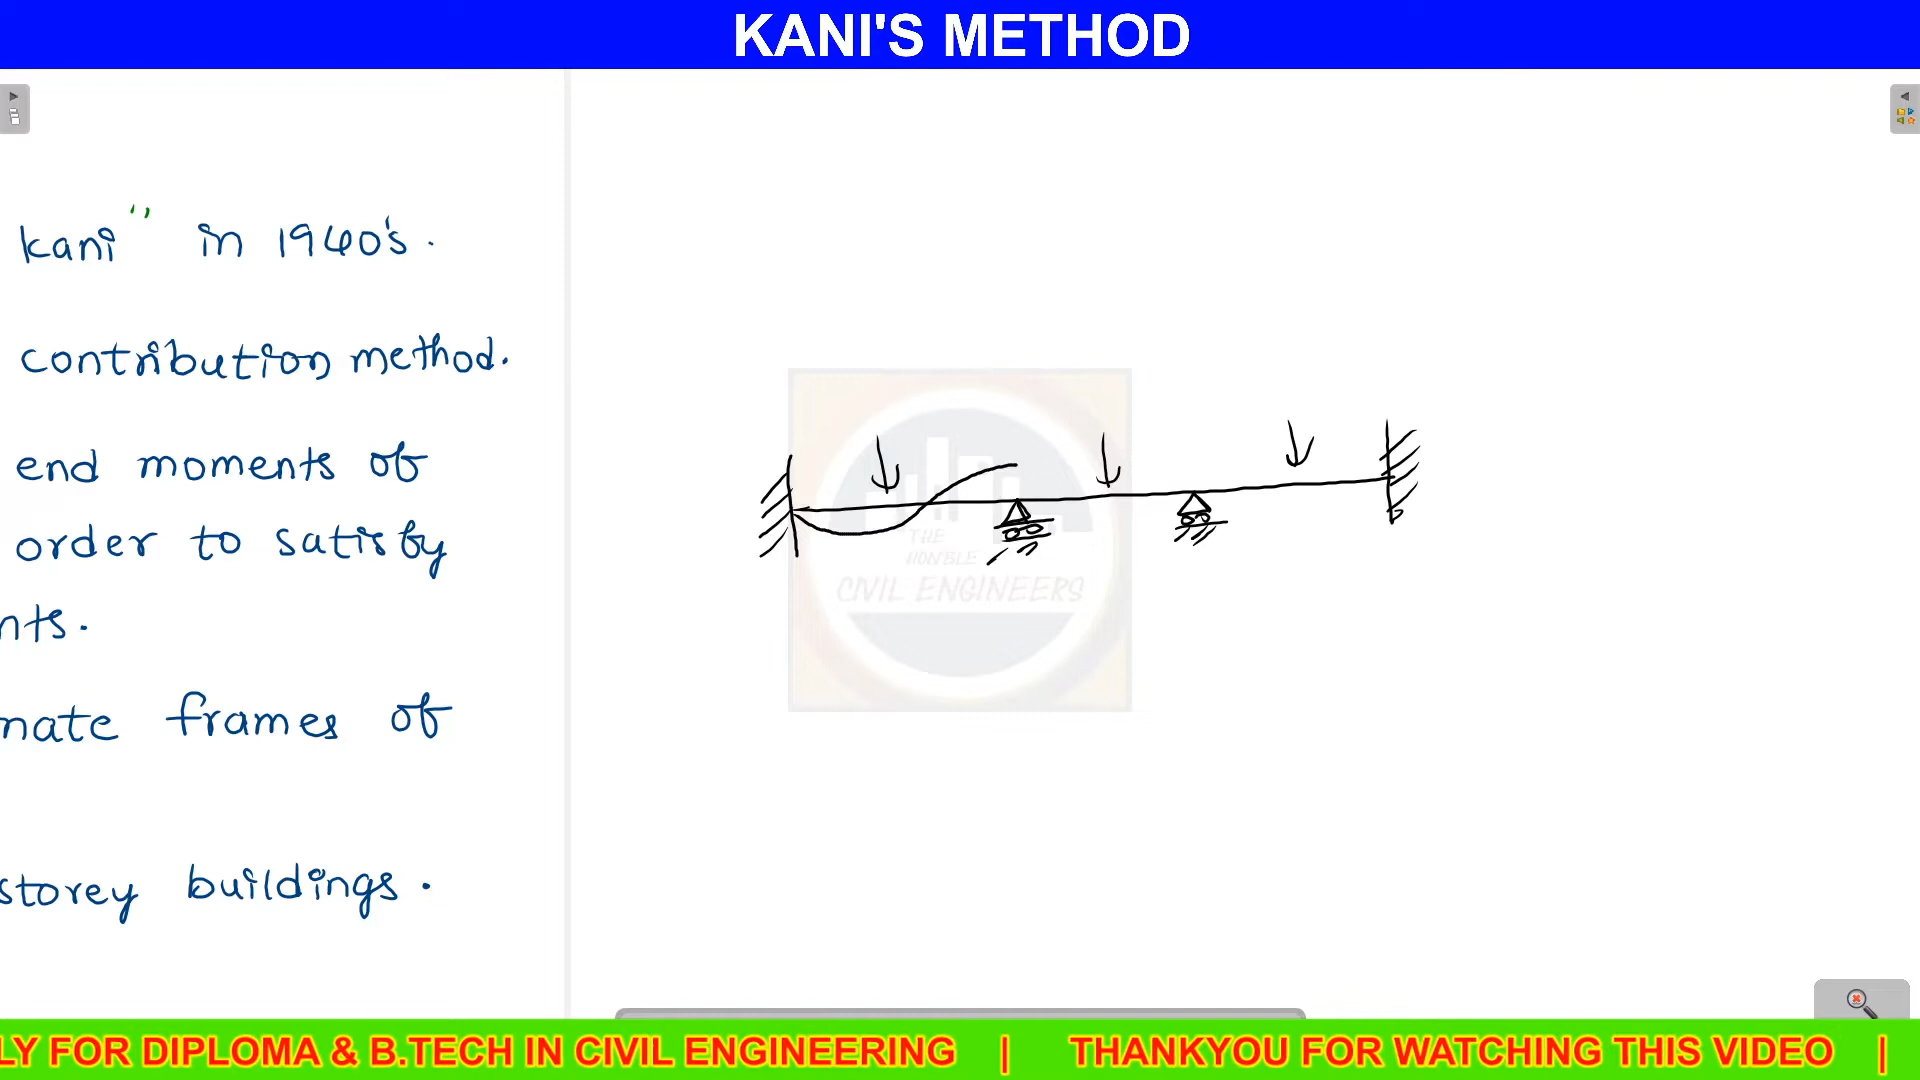 KANI'S METHOD
kani" in 1940's.
contribution method.
end moments of
order to satisfy
nts.
nate frames of
storey buildings.
THE
HON'BLE
CIVIL ENGINEERS
LY FOR DIPLOMA & B.TECH IN CIVIL ENGINEERING | THANKYOU FOR WATCHING THIS VIDEO |